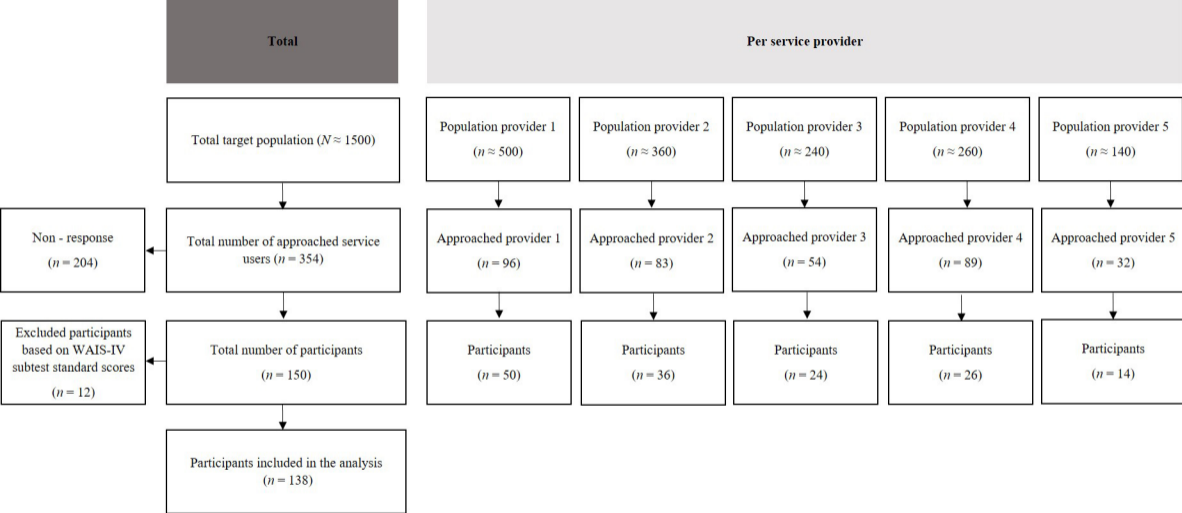 Total
Per service provider
Total target population (N ≈ 1500)
Population provider 1
(n ≈ 500)
Population provider 2
(n ≈ 360)
Population provider 3
(n ≈ 240)
Population provider 4
(n ≈ 260)
Population provider 5
(n ≈ 140)
Non - response
(n = 204)
Total number of approached service
users (n = 354)
Approached provider 1
(n = 96)
Approached provider 2
(n = 83)
Approached provider 3
(n = 54)
Approached provider 4
(n = 89)
Approached provider 5
(n = 32)
Excluded participants
based on WAIS-IV
subtest standard scores
(n = 12)
Total number of participants
(n = 150)
Participants
(n = 50)
Participants
(n = 36)
Participants
(n = 24)
Participants
(n = 26)
Participants
(n = 14)
Participants included in the analysis
(n = 138)